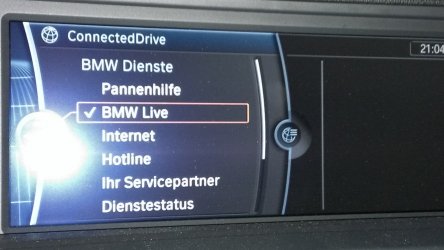 ConnectedDrive
21:04
BMW Dienste
Pannenhilfe
✓ BMW Live
Internet
Hotline
Ihr Servicepartner
Dienstestatus